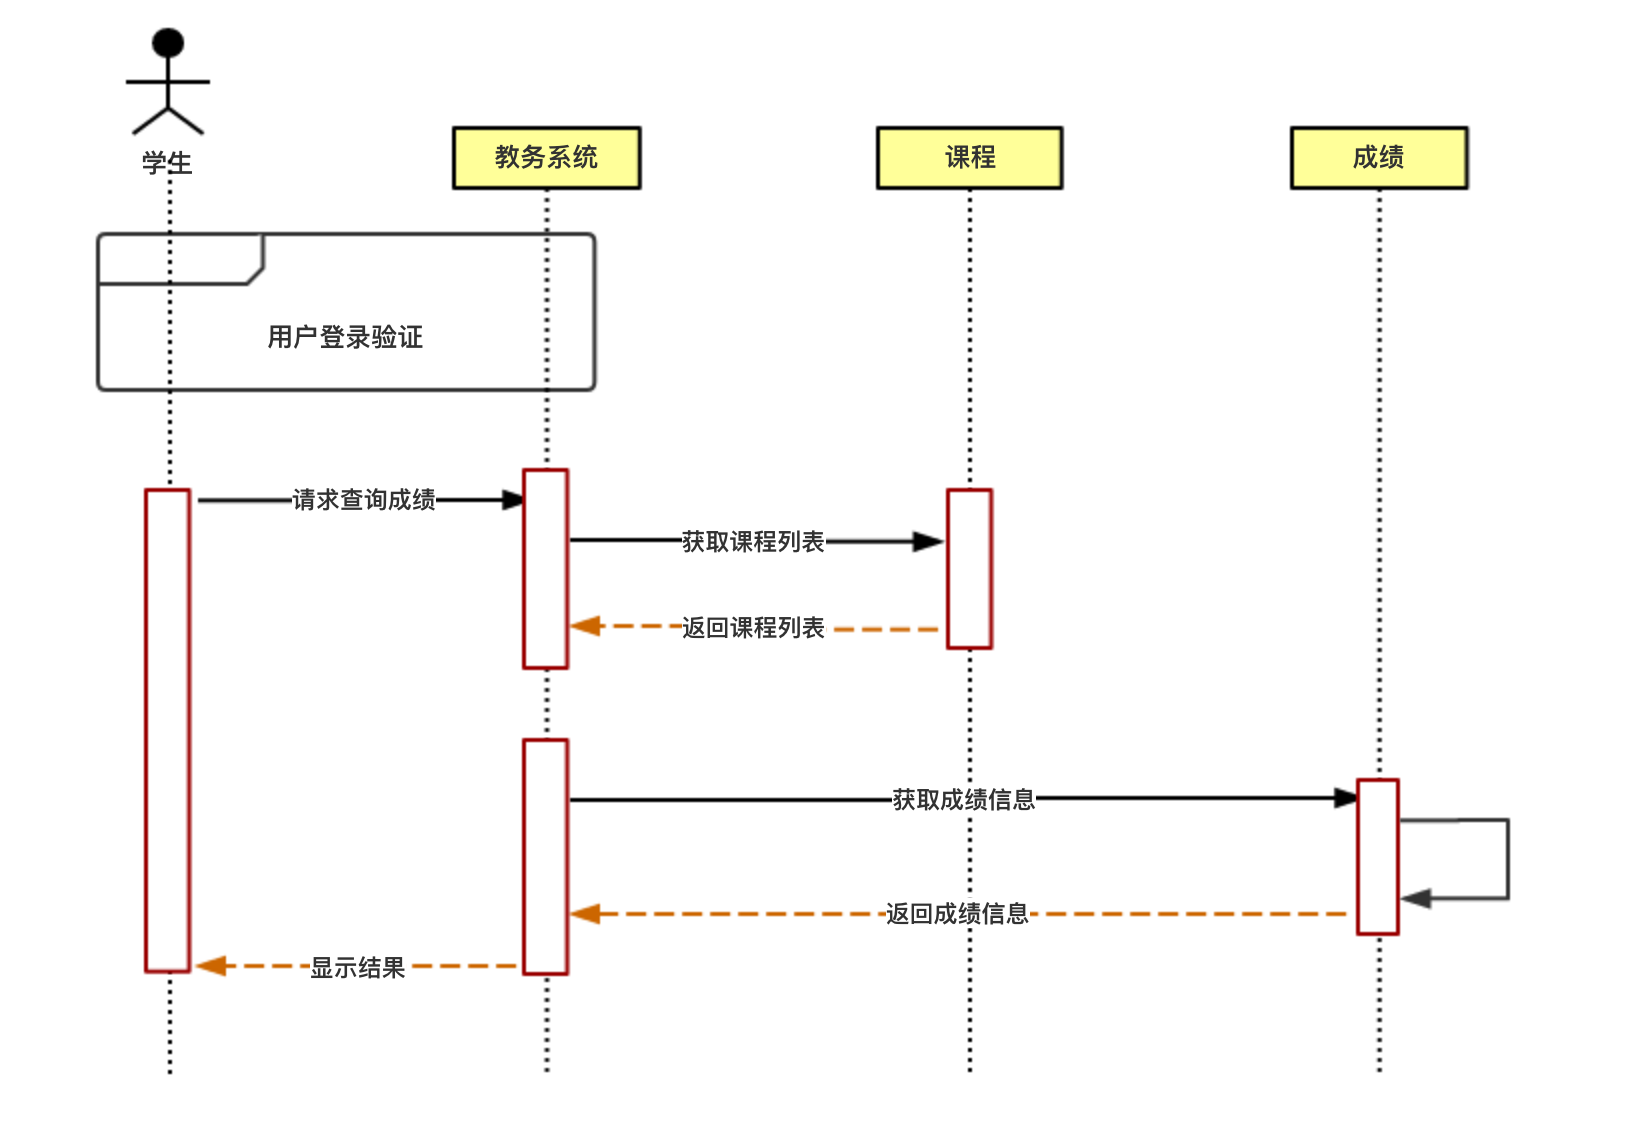 学生
教务系统
课程
成绩
用户登录验证
请求查询成绩
获取课程列表
返回课程列表
获取成绩信息
返回成绩信息
显示结果